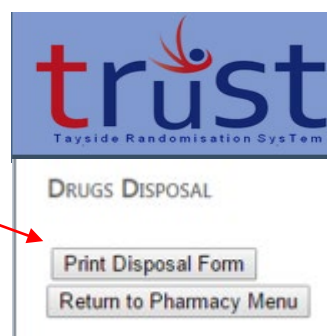 trust
Tayside Randomisation SysTem
DRUGS DISPOSAL
Print Disposal Form
Return to Pharmacy Menu